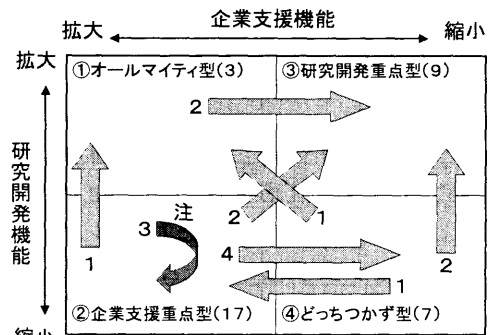 企業支援機能
拡大 縮小
拡大
①オールマイティ型(3) ③研究開発重点型(9)
2
研究開発機能
2 1
注
3
4
1 1 2
②企業支援重点型(17) ④どっちつかず型(7)
縮小